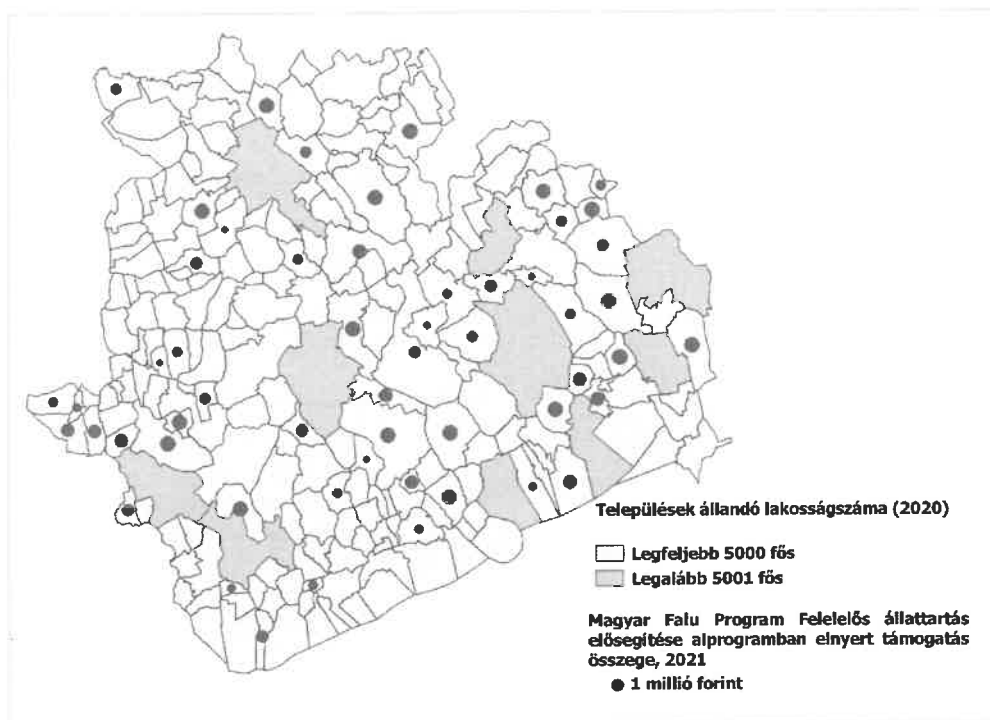 Települések állandó lakosságszáma (2020)
Legfeljebb 5000 fős
Legalább 5001 fős
Magyar Falu Program Felelelős állattartás
elősegítése alprogramban elnyert támogatás
összege, 2021
1 millió forint